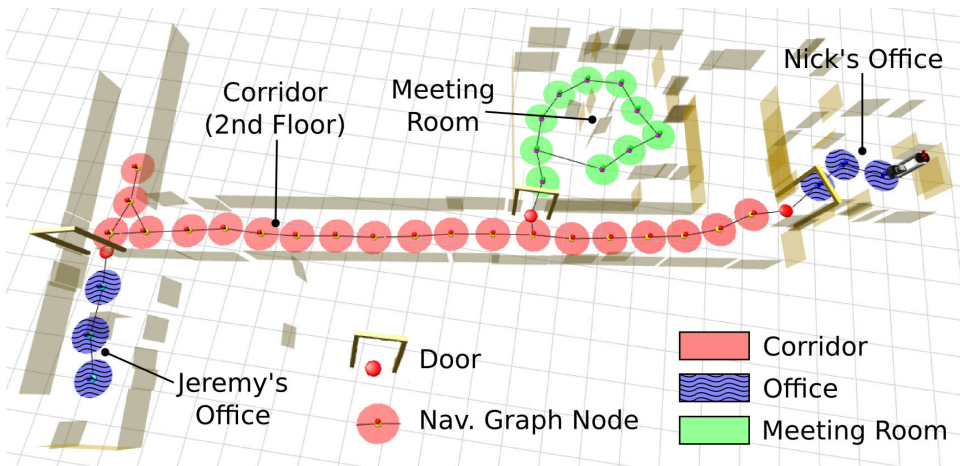 Nick's Office
Corridor
(2nd Floor)
Meeting
Room
Jeremy's
Office
Door
Nav. Graph Node
Corridor
Office
Meeting Room